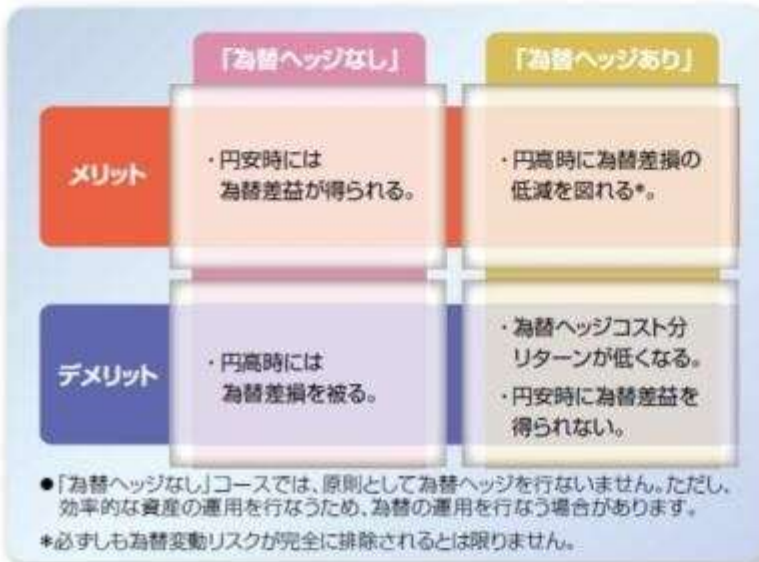 「為替ヘッジなし」
「為替ヘッジあり」
メリット
・円安時には
為替差益が得られる。
・円高時に為替差損の
低減を図れる*。
デメリット
・円高時には
為替差損を被る。
・為替ヘッジコスト分
リターンが低くなる。
・円安時に為替差益を
得られない。
●「為替ヘッジなし」コースでは、原則として為替ヘッジを行ないません。ただし、
効率的な資産の運用を行なうため、為替の運用を行なう場合があります。
*必ずしも為替変動リスクが完全に排除されるとは限りません。